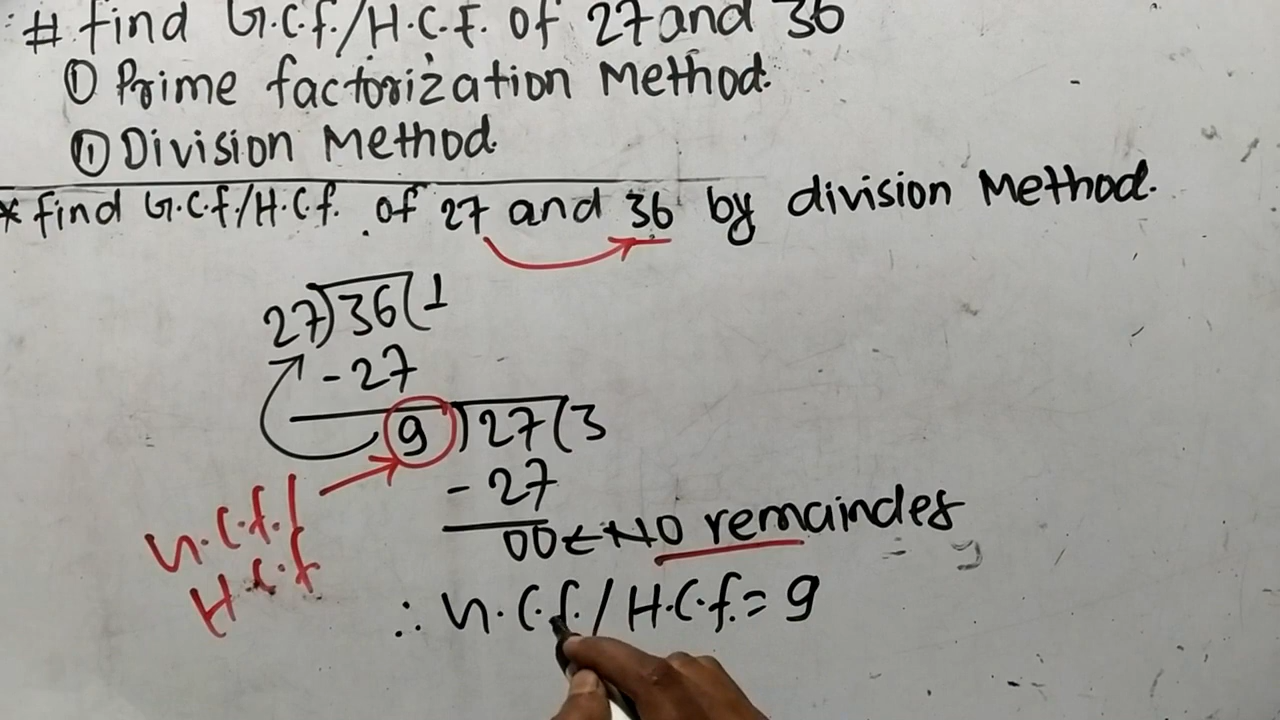 # find G.C.f./H.C.F. of 27 and 36
① Prime factorization Method.
① Division Method.
* find G.C.f./H.C.f. of 27 and 36 by division Method.
27)36(1
-27
9)27(3
-27
00← No remainder
G.C.f./
H.C.f
∴ G.C.f./H.C.f. = 9